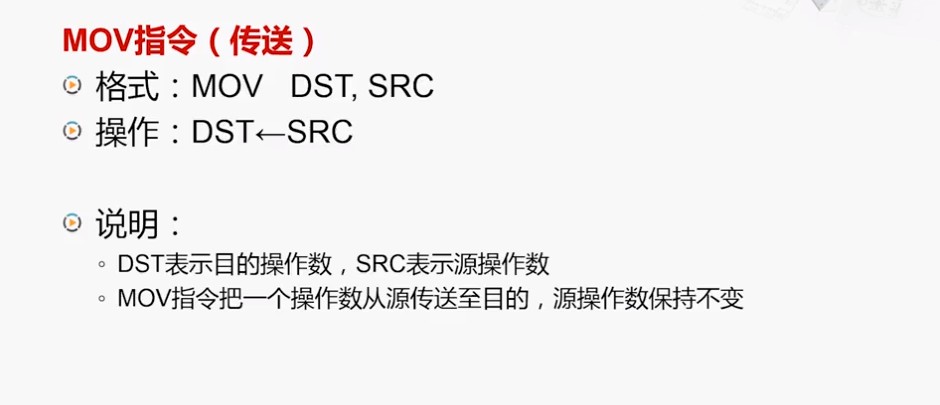 MOV指令（传送）
格式：MOV DST, SRC
操作：DST←SRC
说明：
DST表示目的操作数，SRC表示源操作数
MOV指令把一个操作数从源传送至目的，源操作数保持不变